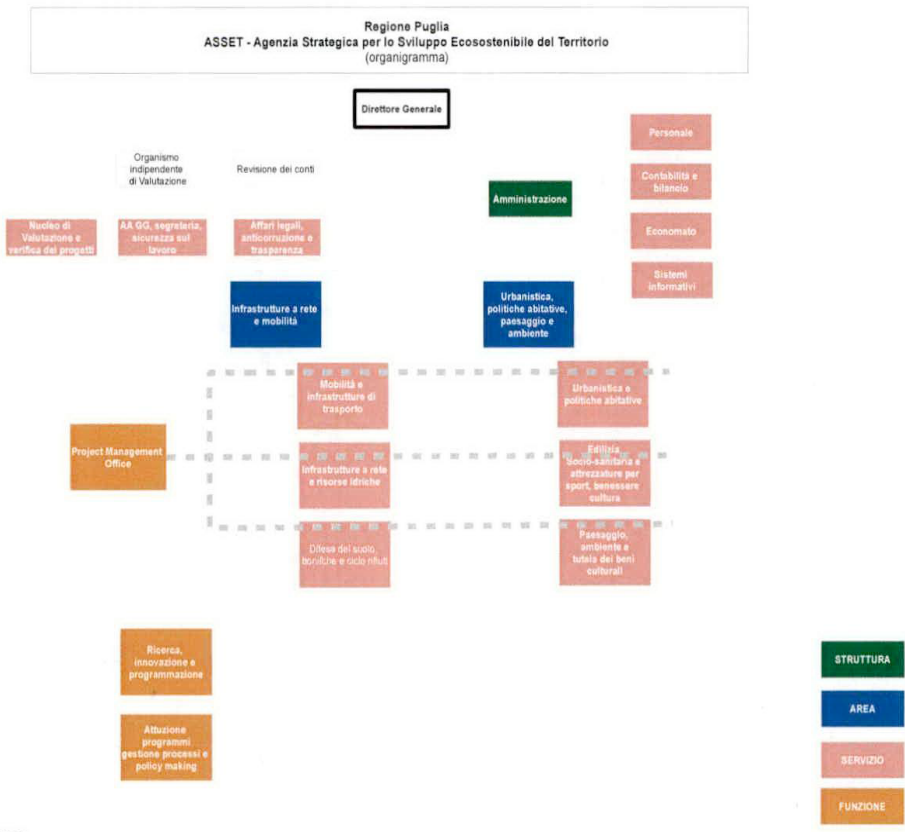 Regione Puglia
ASSET - Agenzia Strategica per lo Sviluppo Ecosostenibile del Territorio
(organigramma)
Direttore Generale
Personale
Organismo
indipendente
di Valutazione
Revisione dei conti
Contabilità e
bilancio
Amministrazione
Nucleo di
Valutazione e
verifica dei progetti
AA GG, segreteria,
sicurezza sul
lavoro
Affari legali,
anticorruzione e
trasparenza
Economato
Sistemi
informativi
Infrastrutture a rete
e mobilità
Urbanistica,
politiche abitative,
paesaggio e
ambiente
Mobilità e
infrastrutture di
trasporto
Urbanistica e
politiche abitative
Project Management
Office
Infrastrutture a rete
e risorse idriche
Edilizia
Socio-sanitaria e
attrezzature per
sport, benessere
cultura
Difesa del suolo,
bonifiche e ciclo rifiuti
Paesaggio,
ambiente e
tutela dei beni
culturali
Ricerca,
innovazione e
programmazione
Attuzione
programmi
gestione processi e
policy making
STRUTTURA
AREA
SERVIZIO
FUNZIONE